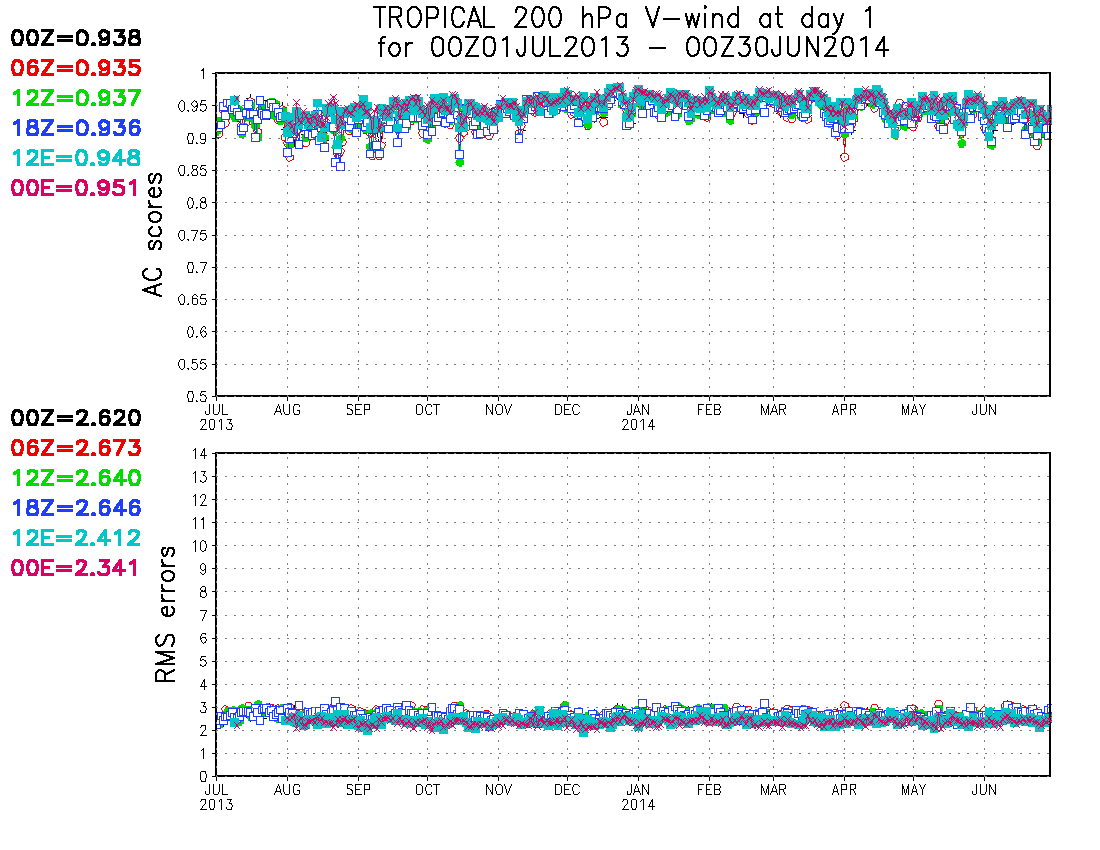 TROPICAL 200 hPa V-wind at day 1
for 00Z01JUL2013 - 00Z30JUN2014
00Z=0.938
06Z=0.935
12Z=0.937
18Z=0.936
12E=0.948
00E=0.951
AC scores
1
0.95
0.9
0.85
0.8
0.75
0.7
0.65
0.6
0.55
0.5
JUL AUG SEP OCT NOV DEC JAN FEB MAR APR MAY JUN
2013 2014
00Z=2.620
06Z=2.673
12Z=2.640
18Z=2.646
12E=2.412
00E=2.341
RMS errors
14
13
12
11
10
9
8
7
6
5
4
3
2
1
0
JUL AUG SEP OCT NOV DEC JAN FEB MAR APR MAY JUN
2013 2014